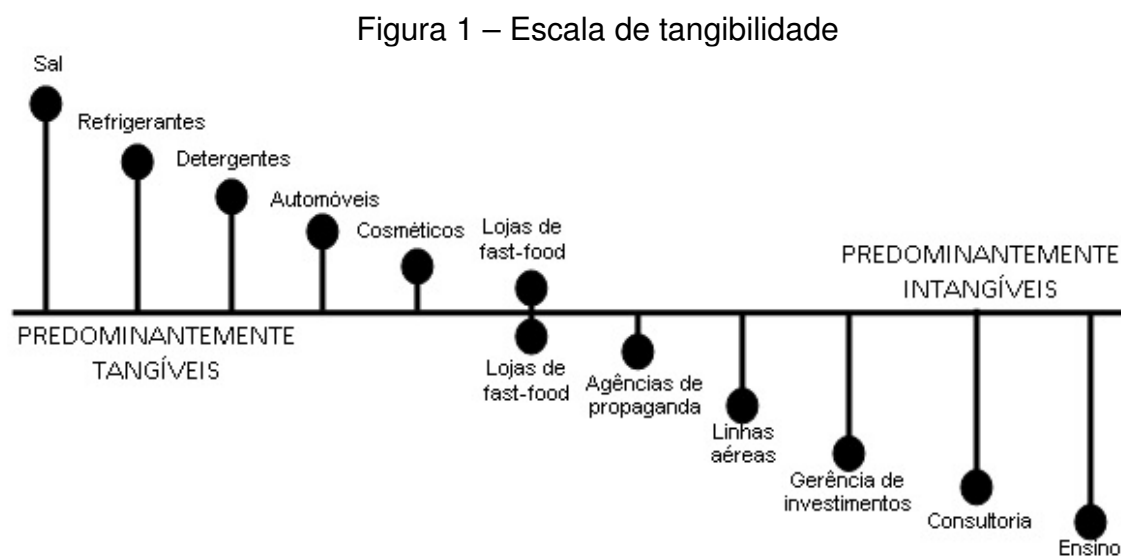 Figura 1 – Escala de tangibilidade
Sal
Refrigerantes
Detergentes
Automóveis
Cosméticos
Lojas de
fast-food
PREDOMINANTEMENTE
INTANGÍVEIS
PREDOMINANTEMENTE
TANGÍVEIS
Lojas de
fast-food
Agências de
propaganda
Linhas
aéreas
Gerência de
investimentos
Consultoria
Ensino